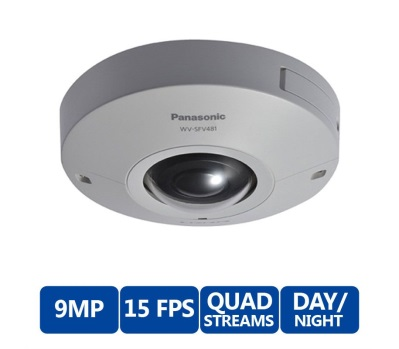 Panasonic
WV-SFV481
9MP
15 FPS
QUAD
STREAMS
DAY/
NIGHT